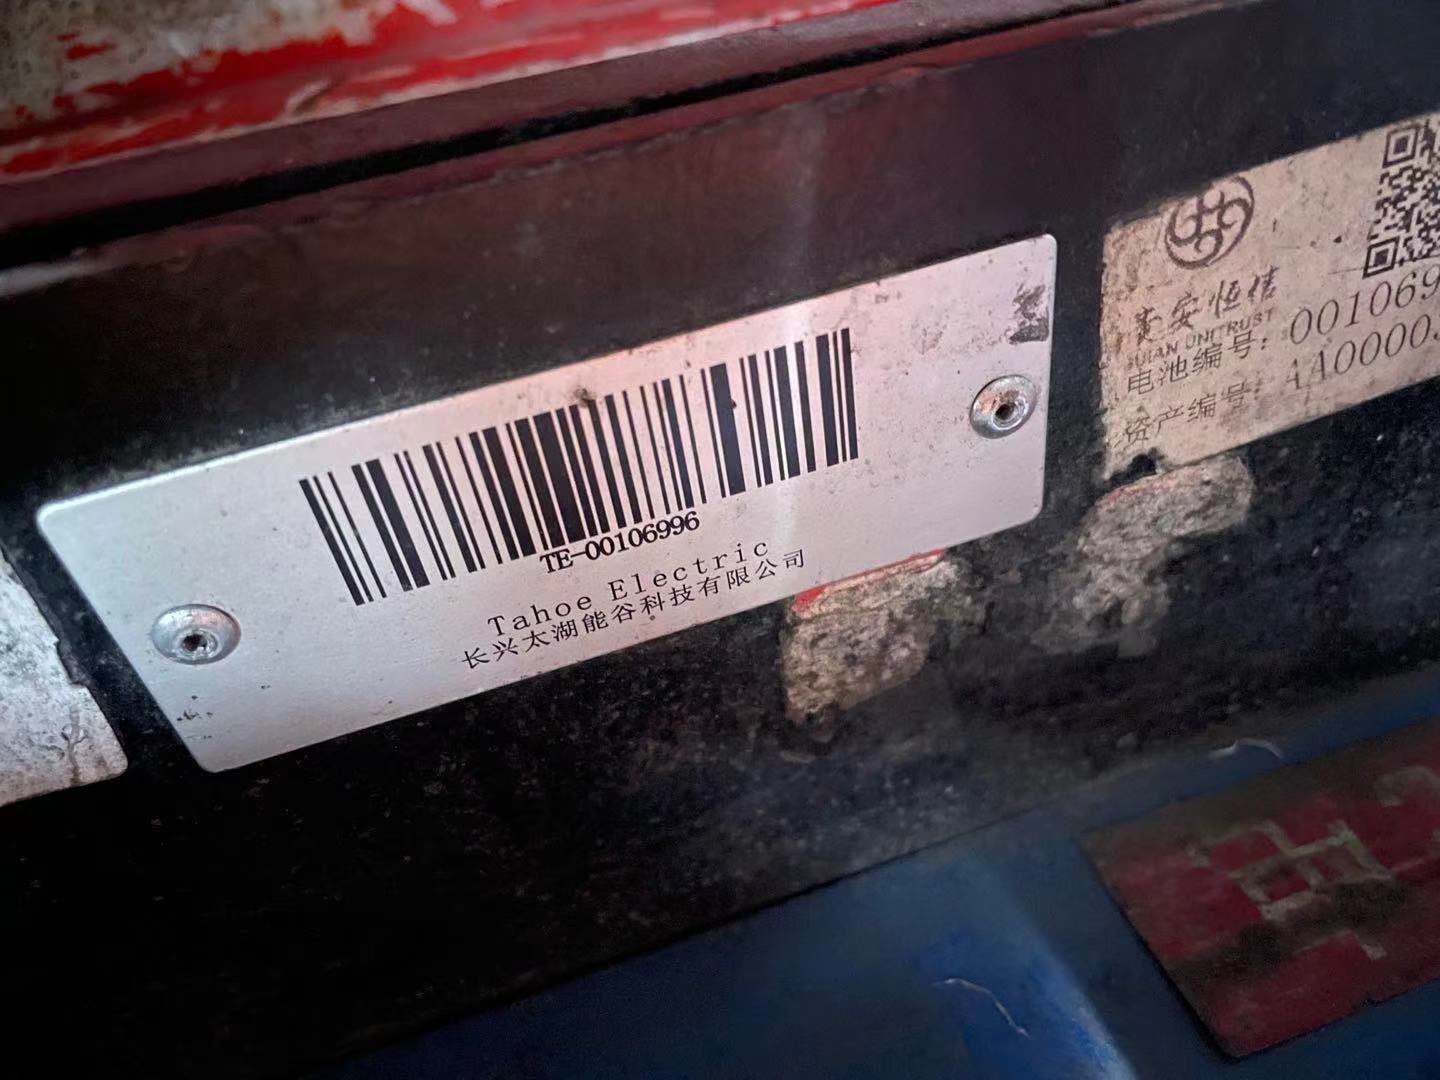 TE-00106996
Tahoe Electric
长兴太湖能谷科技有限公司
安恒信
UNITRUST
电池编号: 001069
资产编号: AA0000